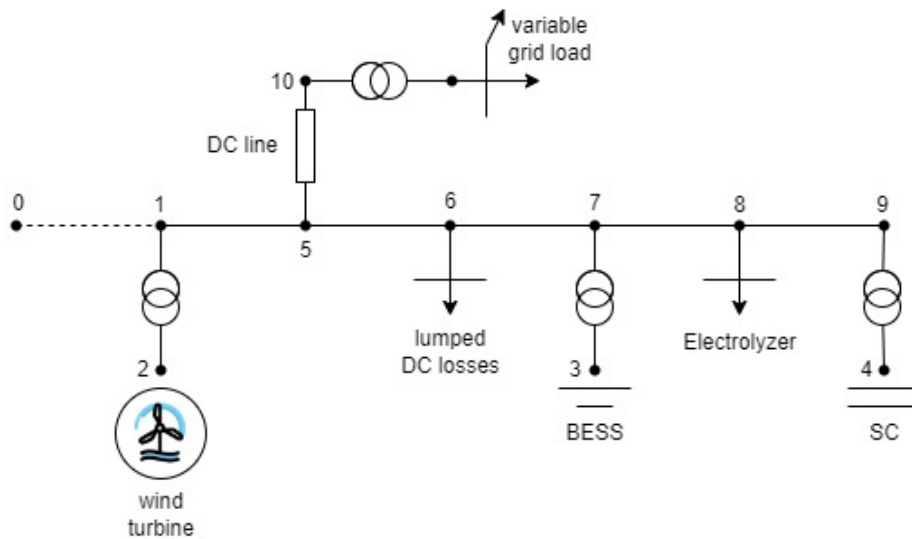 variable
grid load
10
DC line
0
1
5
6
7
8
9
lumped
DC losses
Electrolyzer
2
3
4
BESS
SC
wind
turbine